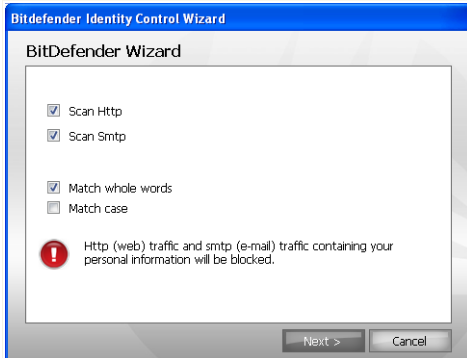 Bitdefender Identity Control Wizard
BitDefender Wizard
Scan Http
Scan Smtp
Match whole words
Match case
Http (web) traffic and smtp (e-mail) traffic containing your
personal information will be blocked.
Next > Cancel